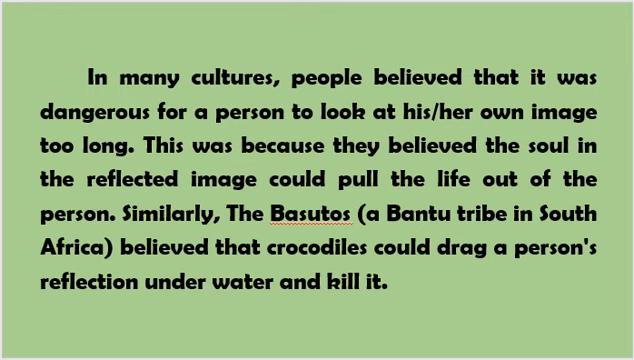 In many cultures, people believed that it was
dangerous for a person to look at his/her own image
too long. This was because they believed the soul in
the reflected image could pull the life out of the
person. Similarly, The Basutos (a Bantu tribe in South
Africa) believed that crocodiles could drag a person's
reflection under water and kill it.